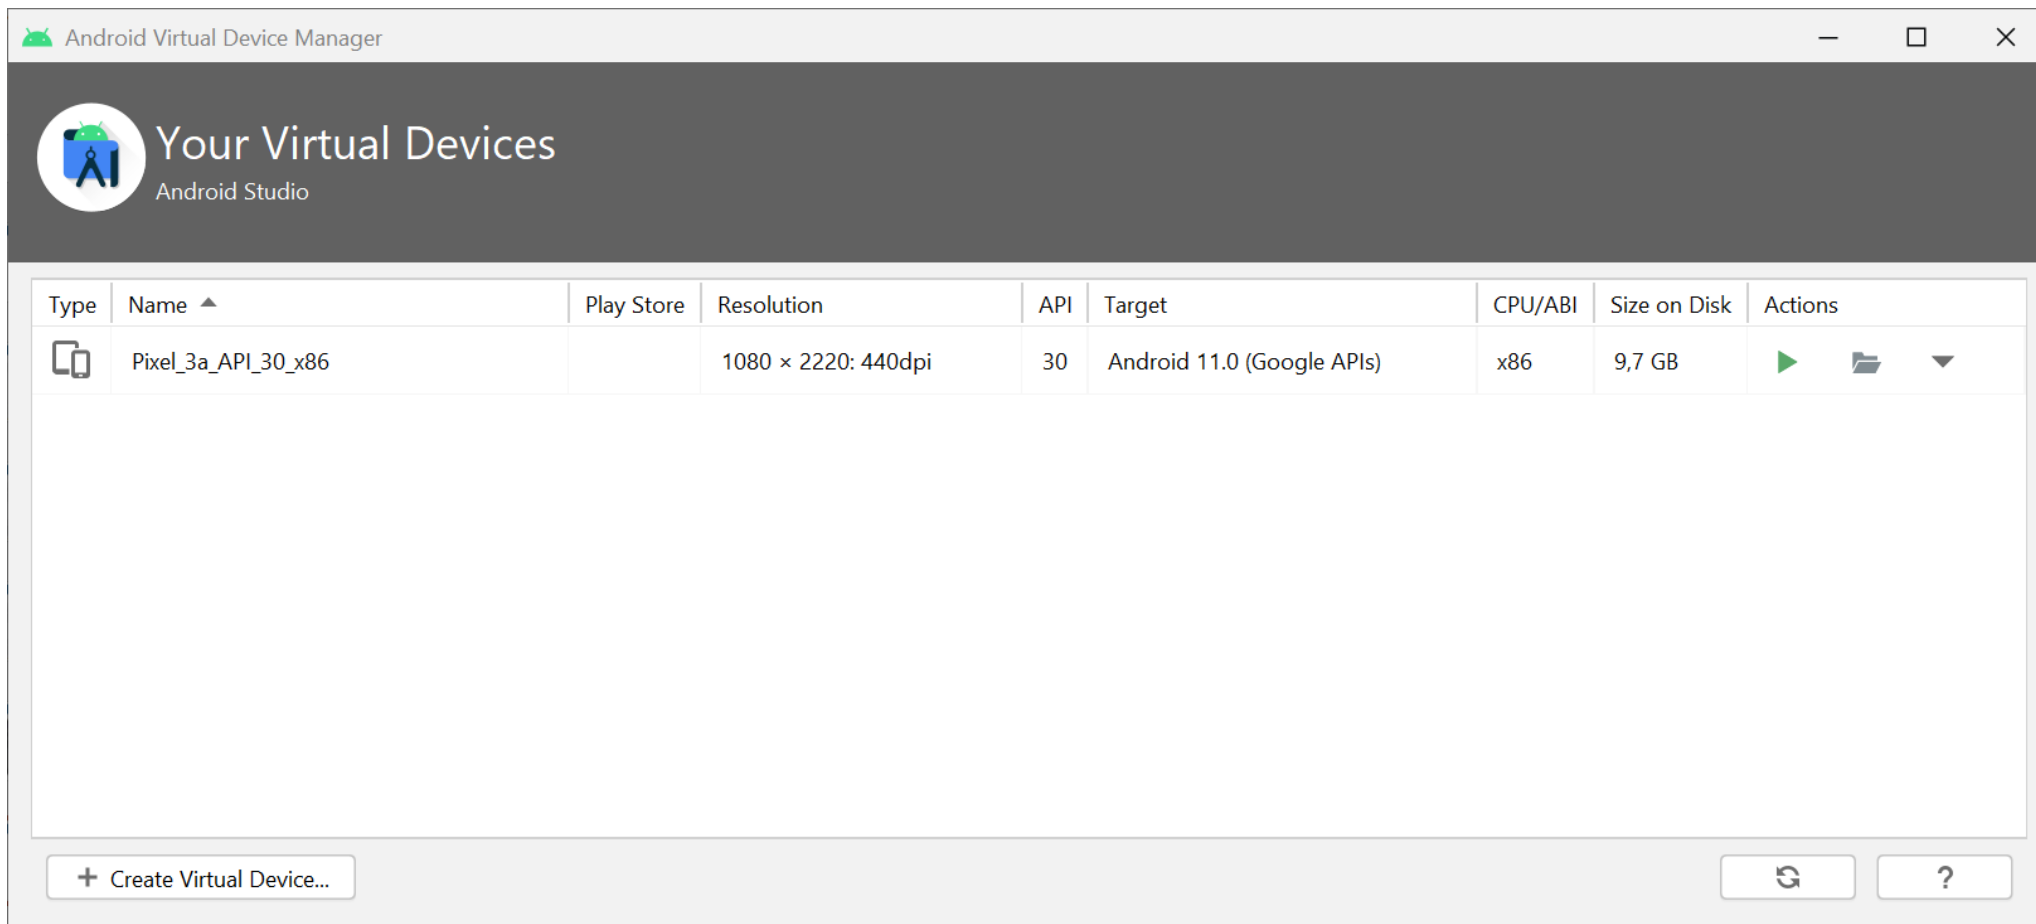 Android Virtual Device Manager
Your Virtual Devices
Android Studio
Type Name Play Store Resolution API Target CPU/ABI Size on Disk Actions
Pixel_3a_API_30_x86 1080 × 2220: 440dpi 30 Android 11.0 (Google APIs) x86 9,7 GB
+ Create Virtual Device... ?